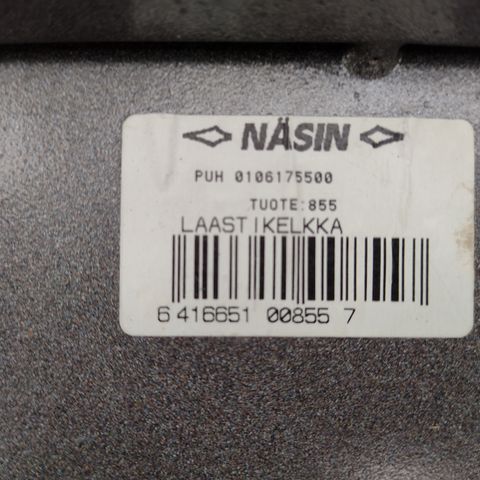 NÄSIN
PUH 0106175500
TUOTE:855
LAASTIKELKKA
6 416651 00855 7